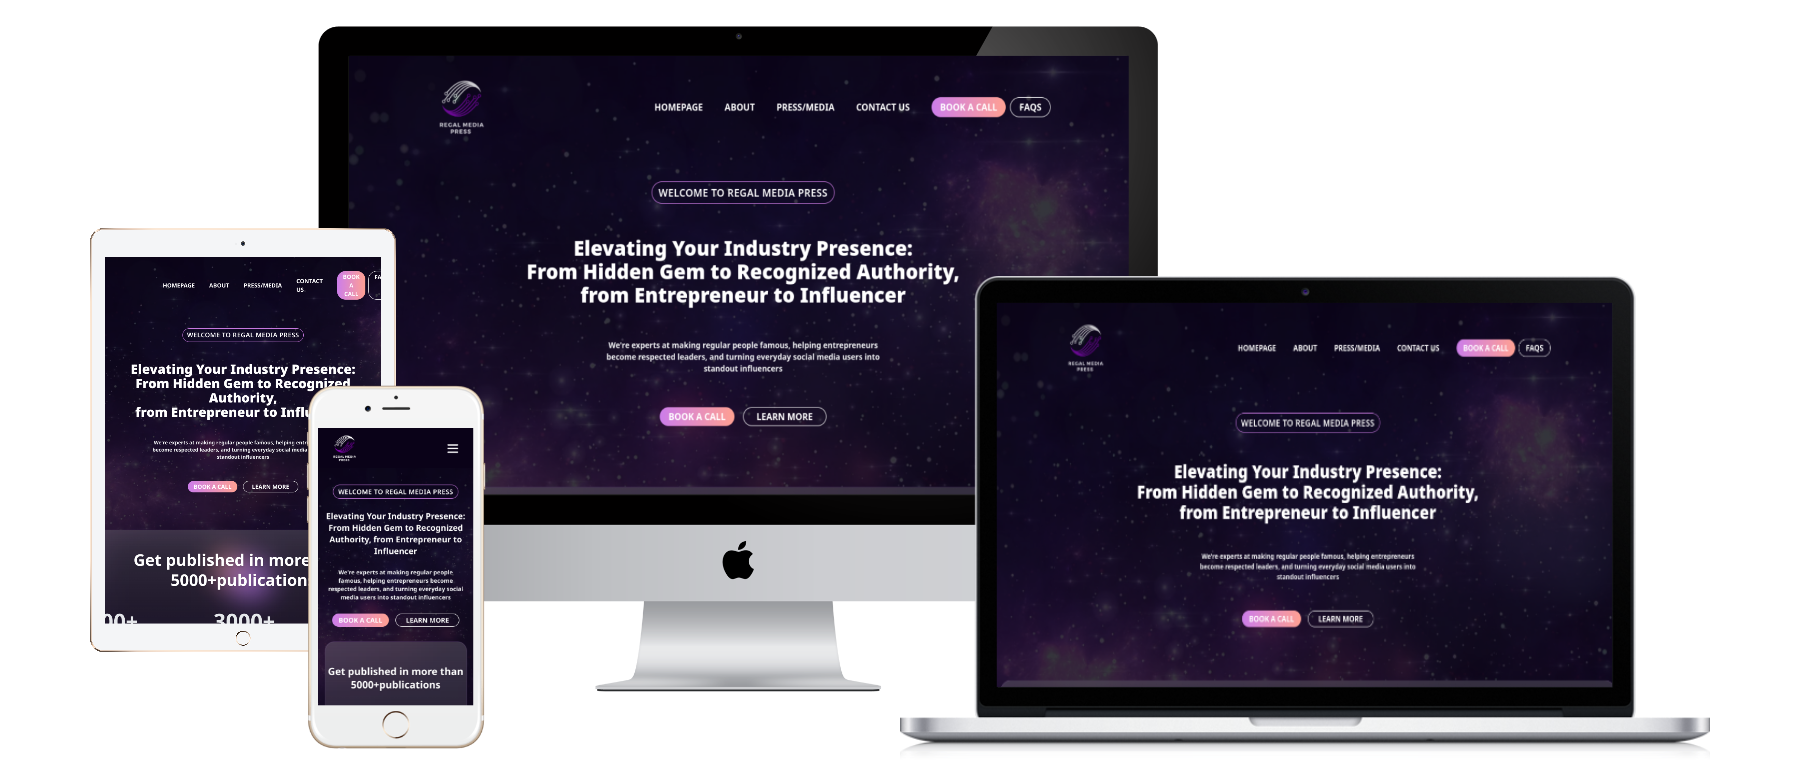 REGAL MEDIA
PRESS
HOMEPAGE ABOUT PRESS/MEDIA CONTACT US BOOK A CALL FAQS
WELCOME TO REGAL MEDIA PRESS
Elevating Your Industry Presence:
From Hidden Gem to Recognized Authority,
from Entrepreneur to Influencer
We're experts at making regular people famous, helping entrepreneurs
become respected leaders, and turning everyday social media users into
standout influencers
BOOK A CALL LEARN MORE
HOMEPAGE ABOUT PRESS/MEDIA CONTACT
US
BOOK
A
CALL
FA
WELCOME TO REGAL MEDIA PRESS
Elevating Your Industry Presence:
From Hidden Gem to Recognized
Authority,
from Entrepreneur to Influ
We're experts at making regular people famous, helping entr
become respected leaders, and turning everyday social media
standout influencers
BOOK A CALL LEARN MORE
Get published in more
5000+publication
00+ 3000+
REGAL MEDIA
PRESS
WELCOME TO REGAL MEDIA PRESS
Elevating Your Industry Presence:
From Hidden Gem to Recognized
Authority, from Entrepreneur to
Influencer
We're experts at making regular people
famous, helping entrepreneurs become
respected leaders, and turning everyday social
media users into standout influencers
BOOK A CALL LEARN MORE
Get published in more than
5000+publications
REGAL MEDIA
PRESS
HOMEPAGE ABOUT PRESS/MEDIA CONTACT US BOOK A CALL FAQS
WELCOME TO REGAL MEDIA PRESS
Elevating Your Industry Presence:
From Hidden Gem to Recognized Authority,
from Entrepreneur to Influencer
We're experts at making regular people famous, helping entrepreneurs
become respected leaders, and turning everyday social media users into
standout influencers
BOOK A CALL LEARN MORE